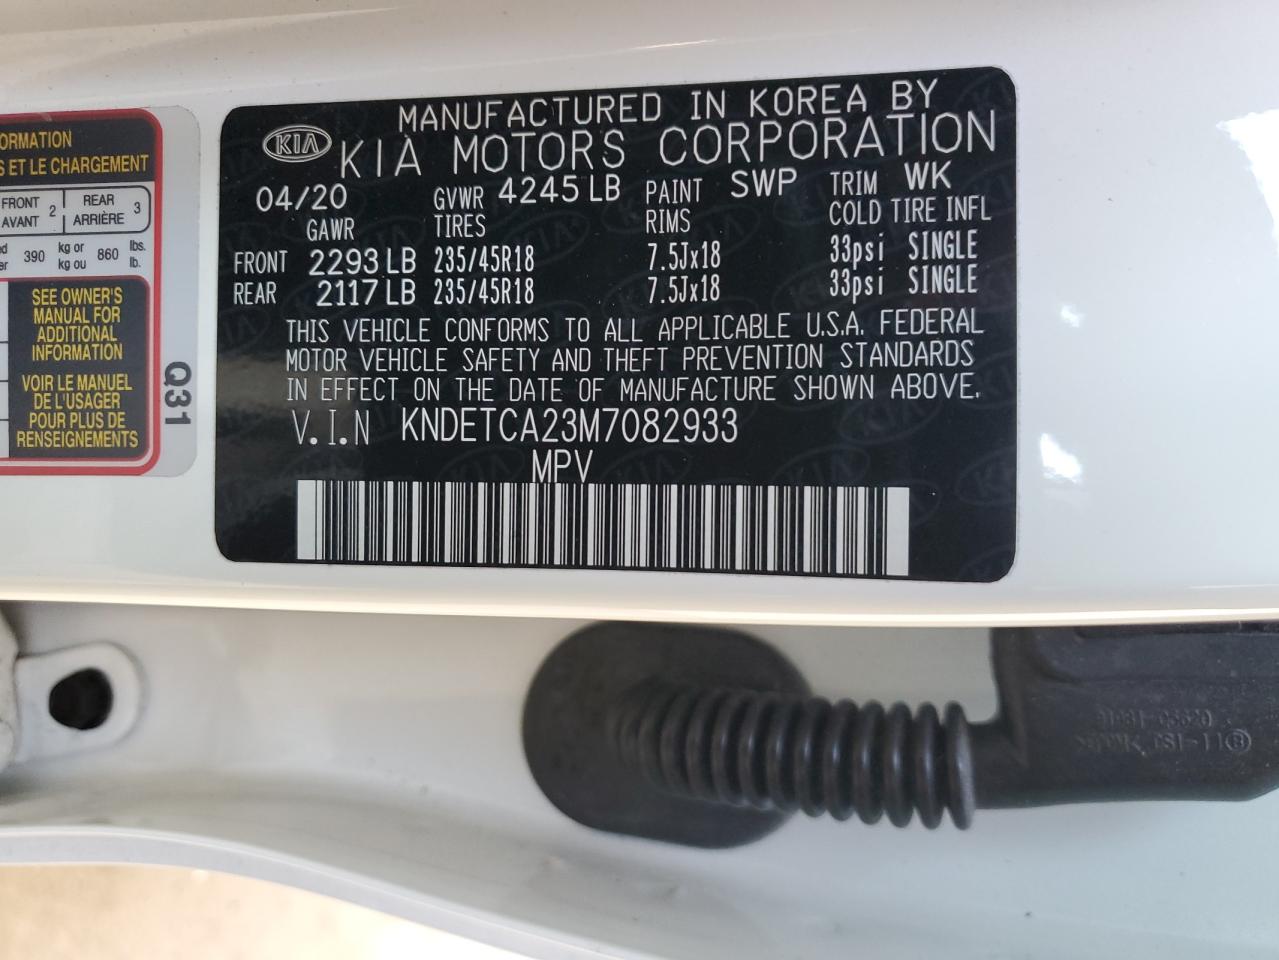 ORMATION
S ET LE CHARGEMENT
FRONT
AVANT 2
REAR
ARRIÈRE 3
390 kg or
kg ou 860 lbs.
lb.
SEE OWNER'S
MANUAL FOR
ADDITIONAL
INFORMATION
VOIR LE MANUEL
DE L'USAGER
POUR PLUS DE
RENSEIGNEMENTS
Q31
MANUFACTURED IN KOREA BY
KIA KIA MOTORS CORPORATION
04/20 GVWR 4245 LB PAINT SWP TRIM WK
GAWR TIRES RIMS COLD TIRE INFL
FRONT 2293 LB 235/45R18 7.5Jx18 33psi SINGLE
REAR 2117 LB 235/45R18 7.5Jx18 33psi SINGLE
THIS VEHICLE CONFORMS TO ALL APPLICABLE U.S.A. FEDERAL
MOTOR VEHICLE SAFETY AND THEFT PREVENTION STANDARDS
IN EFFECT ON THE DATE OF MANUFACTURE SHOWN ABOVE.
V.I.N KNDETCA23M7082933
MPV